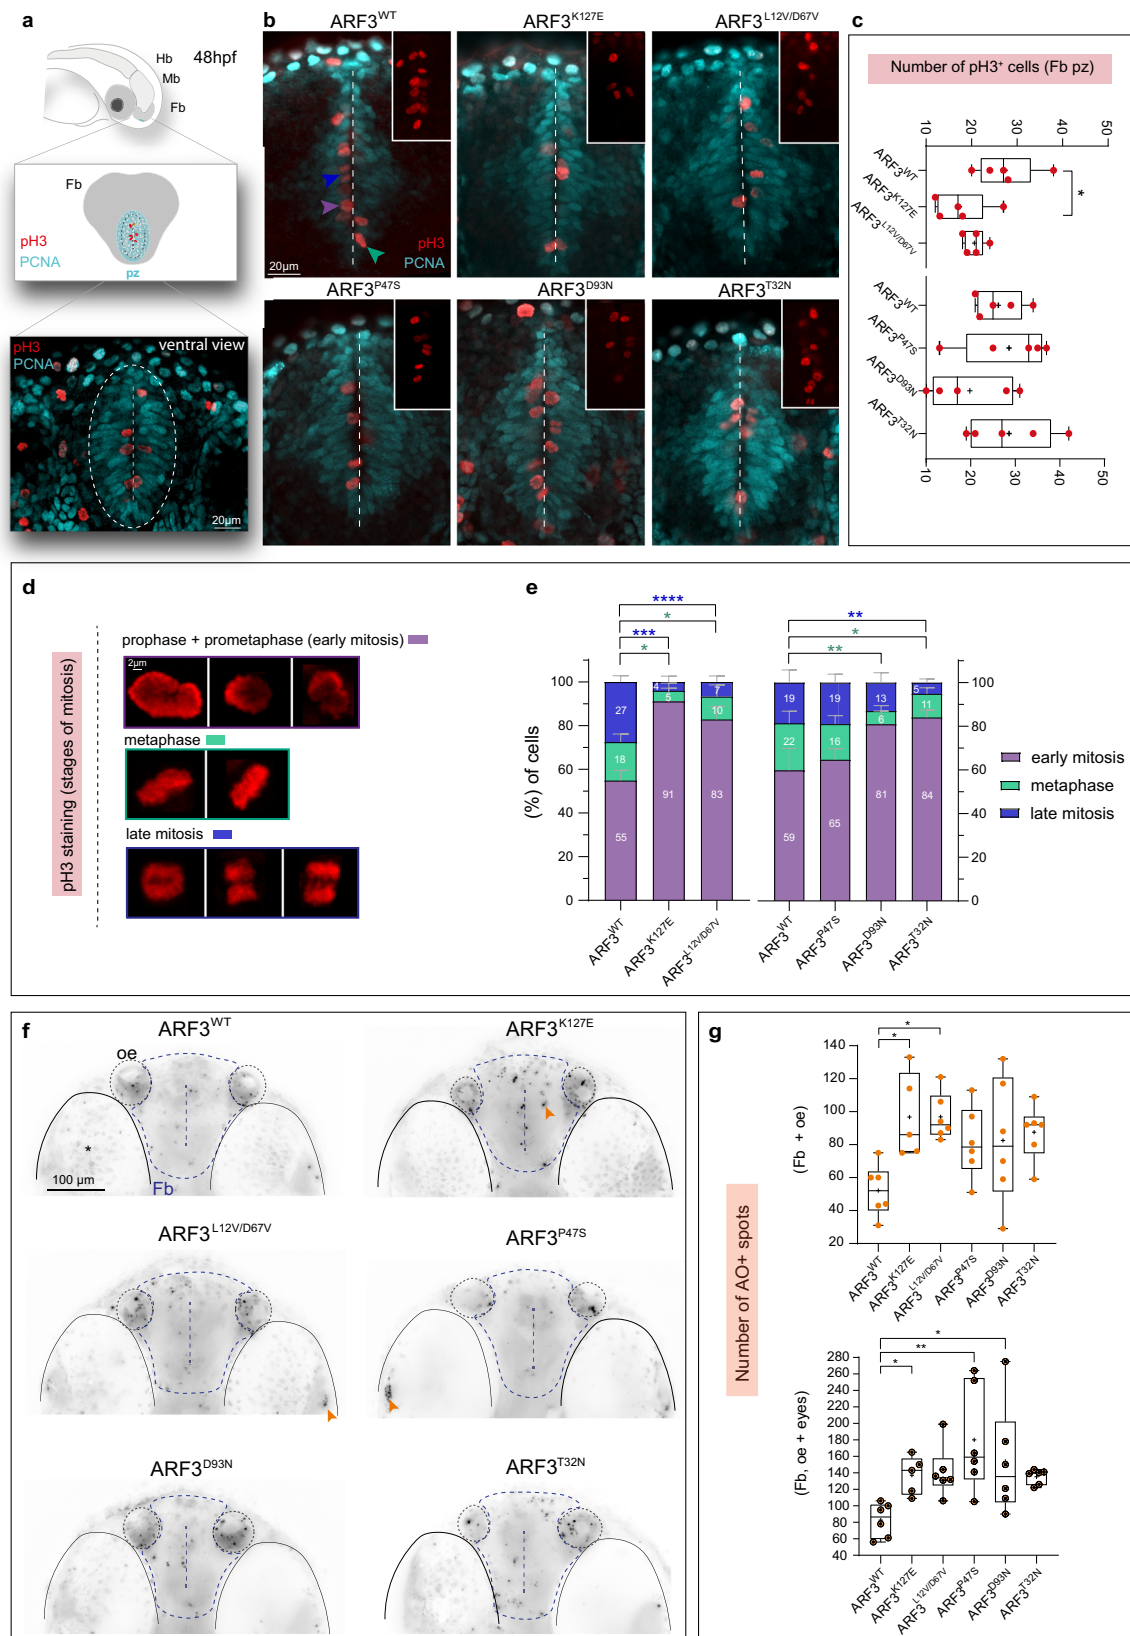 a
48hpf
Hb
Mb
Fb
Fb
pH3
PCNA
pz
pH3
PCNA
ventral view
20µm
b
ARF3WT
ARF3K127E
ARF3L12V/D67V
20µm
PCNA
pH3
ARF3P47S
ARF3D93N
ARF3T32N
c
Number of pH3+ cells (Fb pz)
10 20 30 40 50
ARF3WT
ARF3K127E
ARF3L12V/D67V
*
ARF3WT
ARF3P47S
ARF3D93N
ARF3T32N
10 20 30 40 50
d
pH3 staining (stages of mitosis)
prophase + prometaphase (early mitosis)
2µm
metaphase
late mitosis
e
****
*
***
*
**
*
**
(%) of cells
100
80
60
40
20
0
27
18
55
4
5
91
7
10
83
19
22
59
19
16
65
13
6
81
5
11
84
100
80
60
40
20
0
ARF3WT
ARF3K127E
ARF3L12V/D67V
ARF3WT
ARF3P47S
ARF3D93N
ARF3T32N
early mitosis
metaphase
late mitosis
f
ARF3WT
oe
*
100 µm
Fb
ARF3K127E
ARF3L12V/D67V
ARF3P47S
ARF3D93N
ARF3T32N
g
Number of AO+ spots
(Fb + oe)
140
120
100
80
60
40
20
*
*
ARF3WT
ARF3K127E
ARF3L12V/D67V
ARF3P47S
ARF3D93N
ARF3T32N
(Fb, oe + eyes)
280
260
240
220
200
180
160
140
120
100
80
60
40
*
**
*
ARF3WT
ARF3K127E
ARF3L12V/D67V
ARF3P47S
ARF3D93N
ARF3T32N